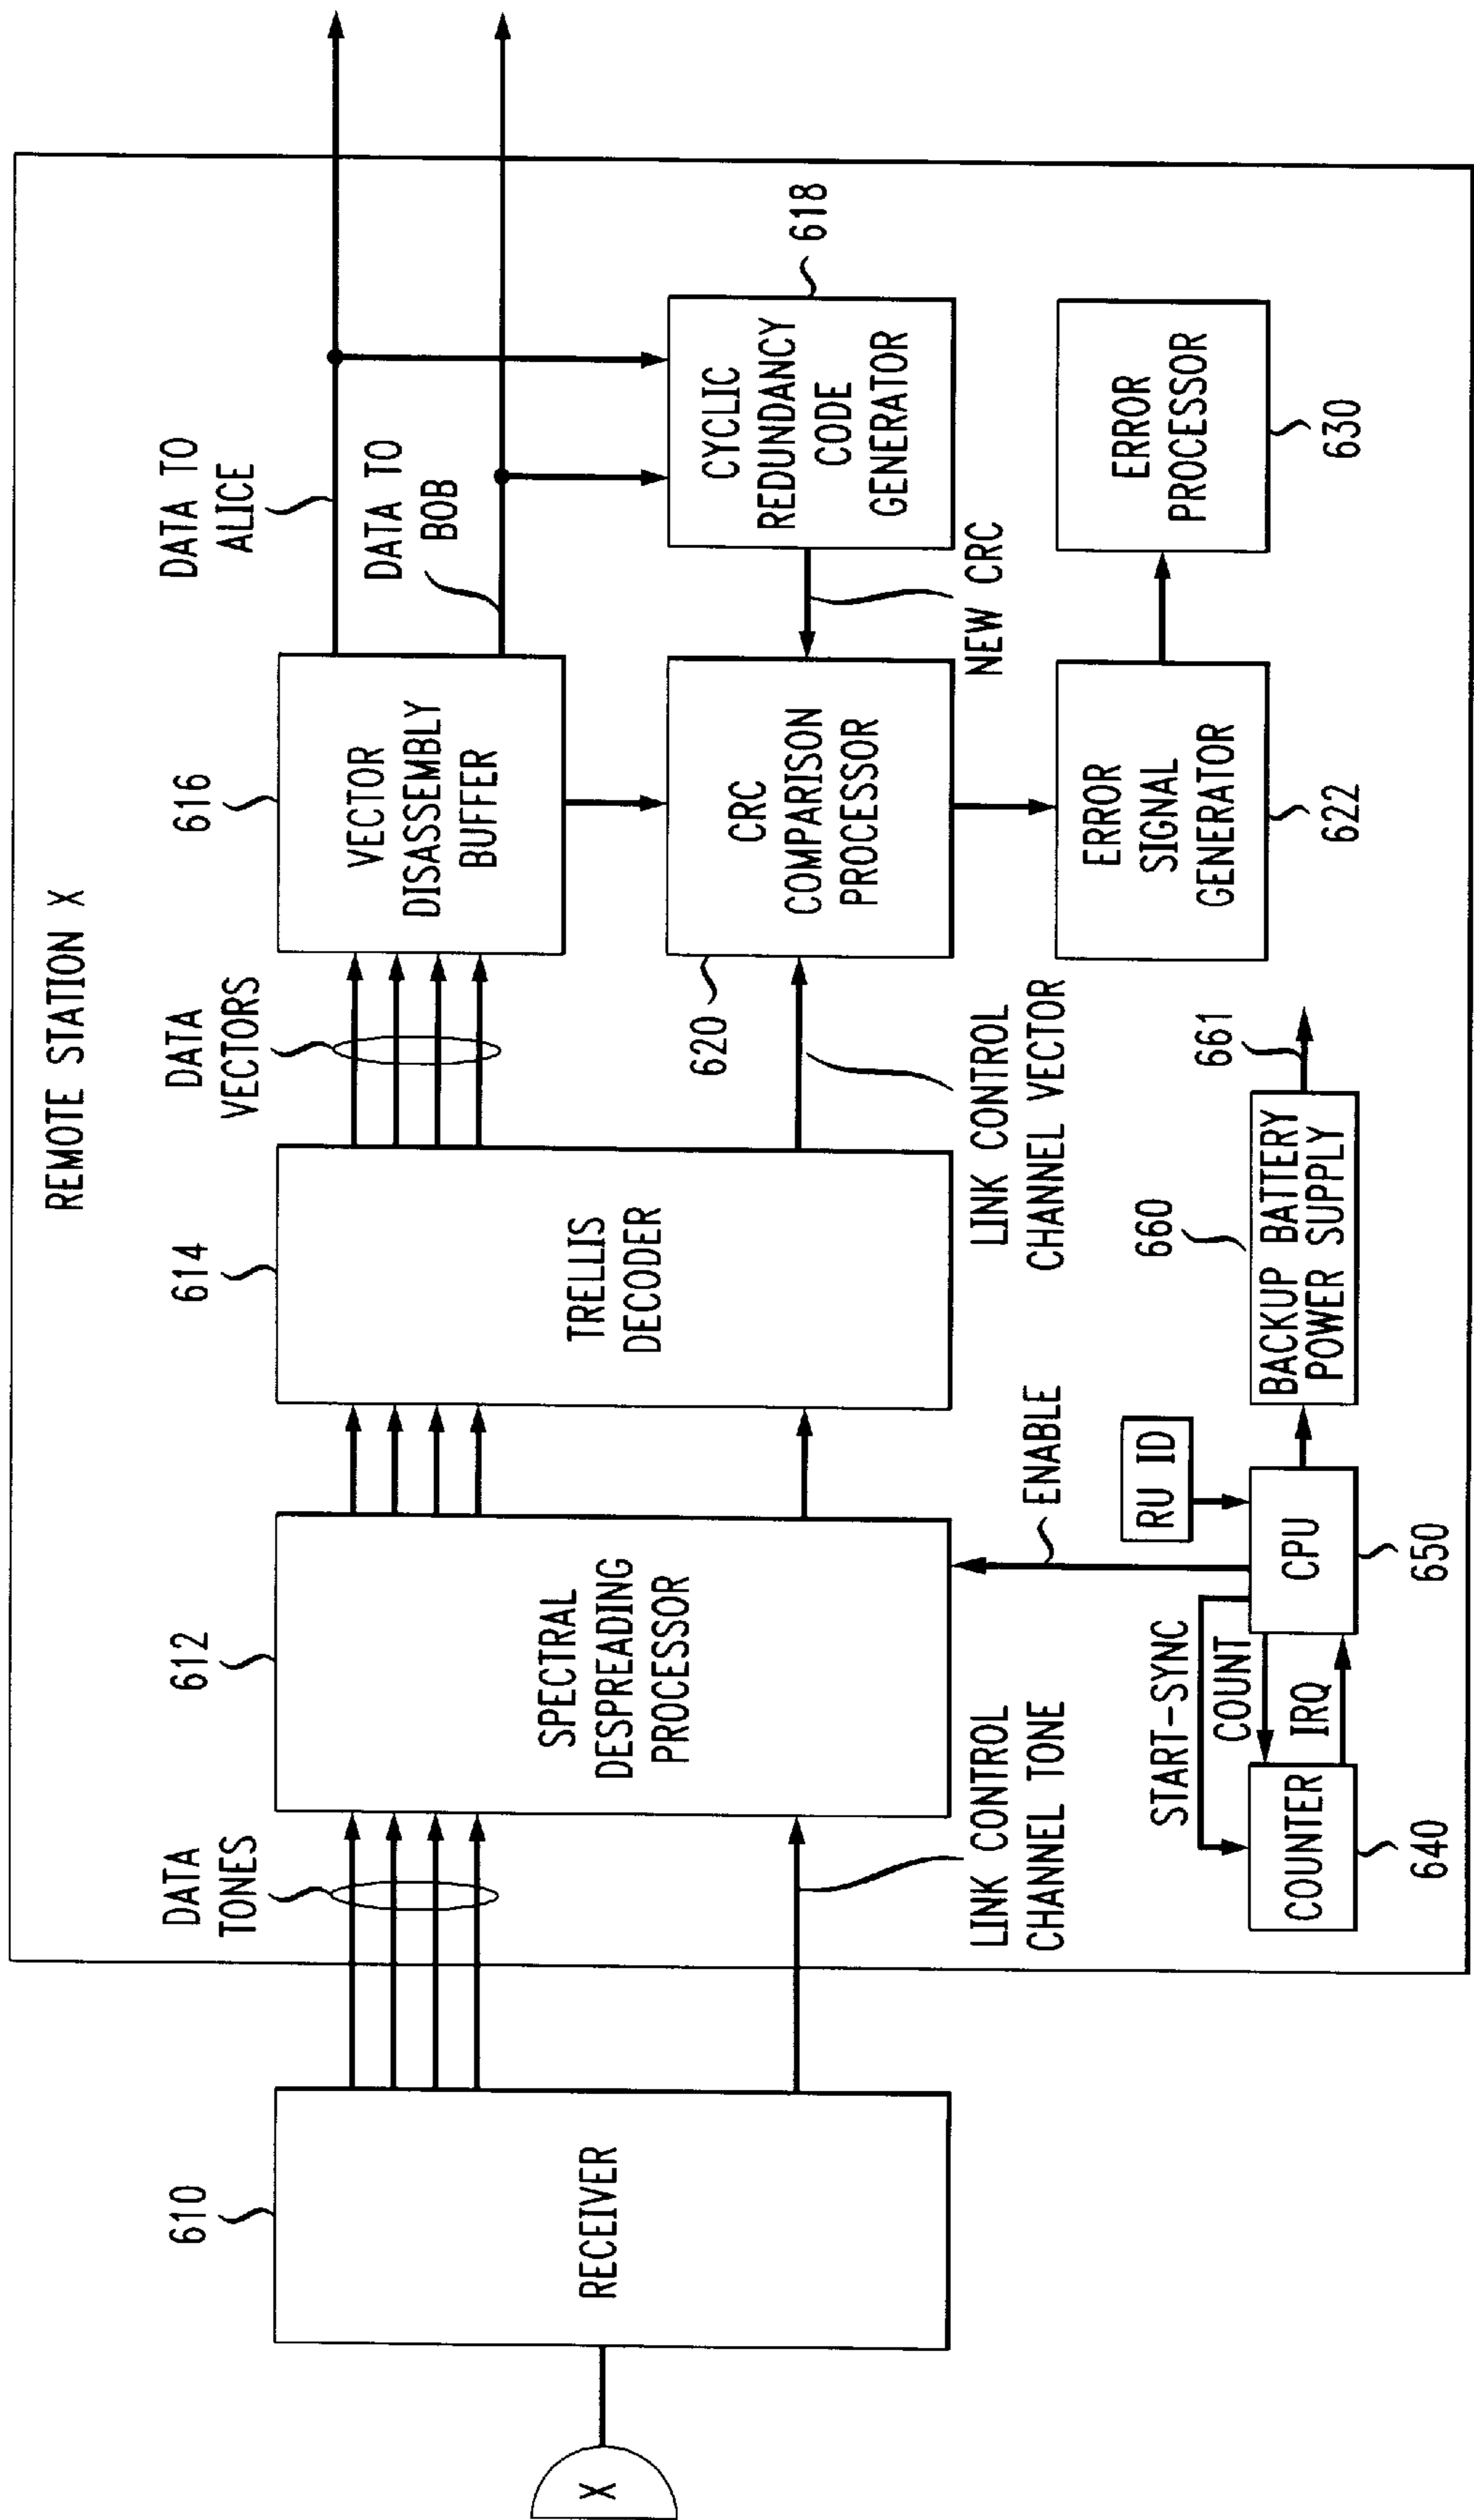 REMOTE STATION X
DATA TO
ALICE
DATA TO
BOB
610
612
614
616
618
DATA
TONES
DATA
VECTORS
X
RECEIVER
SPECTRAL
DESPREADING
PROCESSOR
TRELLIS
DECODER
VECTOR
DISASSEMBLY
BUFFER
CYCLIC
REDUNDANCY
CODE
GENERATOR
620
CRC
COMPARISON
PROCESSOR
NEW CRC
LINK CONTROL
CHANNEL TONE
ENABLE
LINK CONTROL
CHANNEL VECTOR
ERROR
SIGNAL
GENERATOR
622
ERROR
PROCESSOR
630
START-SYNC
COUNT
IRQ
COUNTER
640
RU ID
CPU
650
660
BACKUP BATTERY
POWER SUPPLY
661